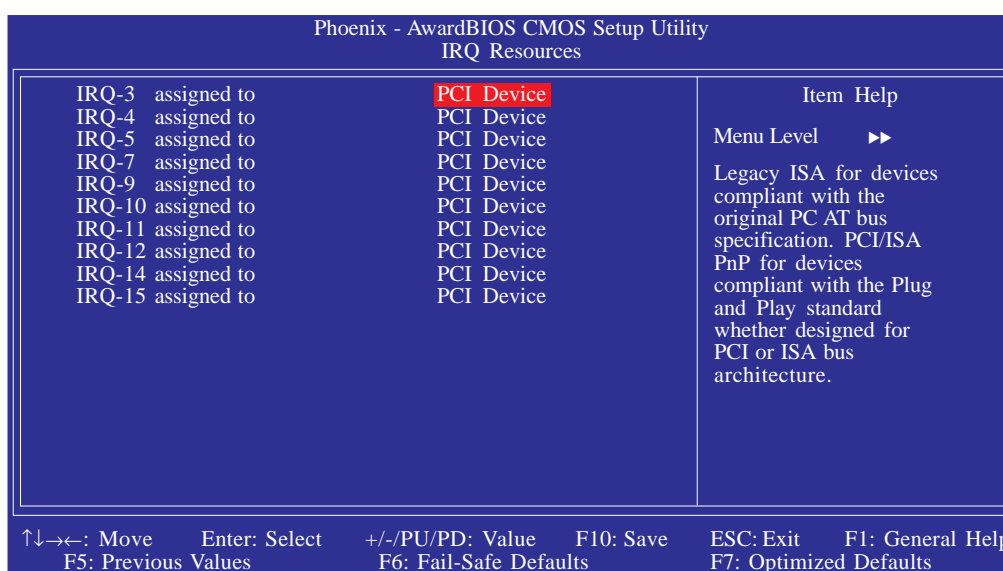 Phoenix - AwardBIOS CMOS Setup Utility
IRQ Resources
IRQ-3 assigned to PCI Device
IRQ-4 assigned to PCI Device
IRQ-5 assigned to PCI Device
IRQ-7 assigned to PCI Device
IRQ-9 assigned to PCI Device
IRQ-10 assigned to PCI Device
IRQ-11 assigned to PCI Device
IRQ-12 assigned to PCI Device
IRQ-14 assigned to PCI Device
IRQ-15 assigned to PCI Device
Item Help
Menu Level ▸▸
Legacy ISA for devices
compliant with the
original PC AT bus
specification. PCI/ISA
PnP for devices
compliant with the Plug
and Play standard
whether designed for
PCI or ISA bus
architecture.
↑↓→←: Move Enter: Select +/-/PU/PD: Value F10: Save ESC: Exit F1: General Help
F5: Previous Values F6: Fail-Safe Defaults F7: Optimized Defaults